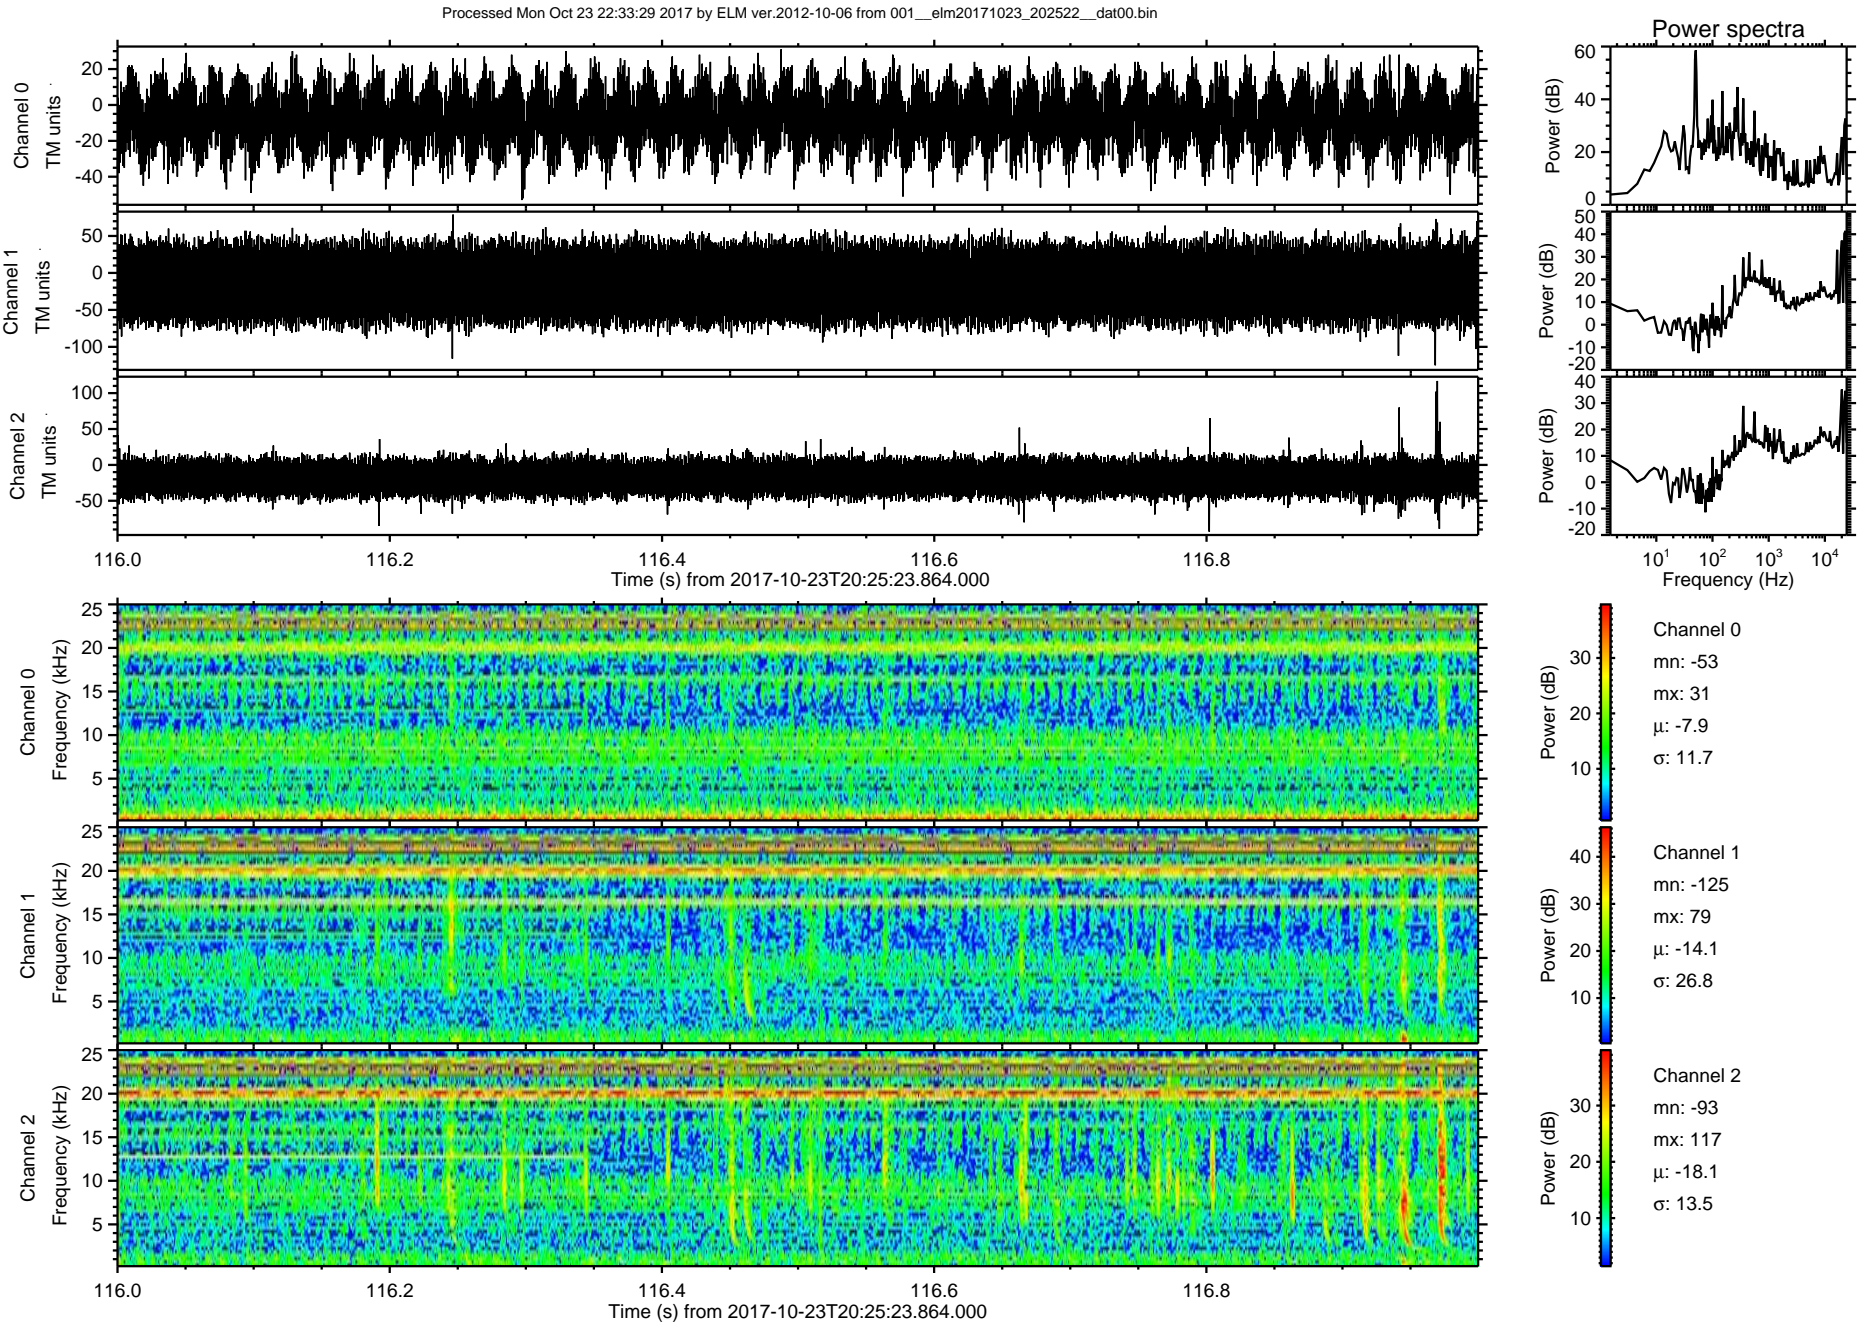 Processed Mon Oct 23 22:33:29 2017 by ELM ver.2012-10-06 from 001__elm20171023_202522__dat00.bin
Power spectra
Channel 0
TM units
20
0
-20
-40
Power (dB)
60
40
20
0
Channel 1
TM units
50
0
-50
-100
Power (dB)
50
40
30
20
10
0
-10
-20
Channel 2
TM units
100
50
0
-50
Power (dB)
40
30
20
10
0
-10
-20
116.0 116.2 116.4 116.6 116.8
Time (s) from 2017-10-23T20:25:23.864.000
10¹ 10² 10³ 10⁴
Frequency (Hz)
Channel 0
Frequency (kHz)
25
20
15
10
5
Power (dB)
30
20
10
Channel 0
mn: -53
mx: 31
μ: -7.9
σ: 11.7
Channel 1
Frequency (kHz)
25
20
15
10
5
Power (dB)
40
30
20
10
Channel 1
mn: -125
mx: 79
μ: -14.1
σ: 26.8
Channel 2
Frequency (kHz)
25
20
15
10
5
Power (dB)
30
20
10
Channel 2
mn: -93
mx: 117
μ: -18.1
σ: 13.5
116.0 116.2 116.4 116.6 116.8
Time (s) from 2017-10-23T20:25:23.864.000